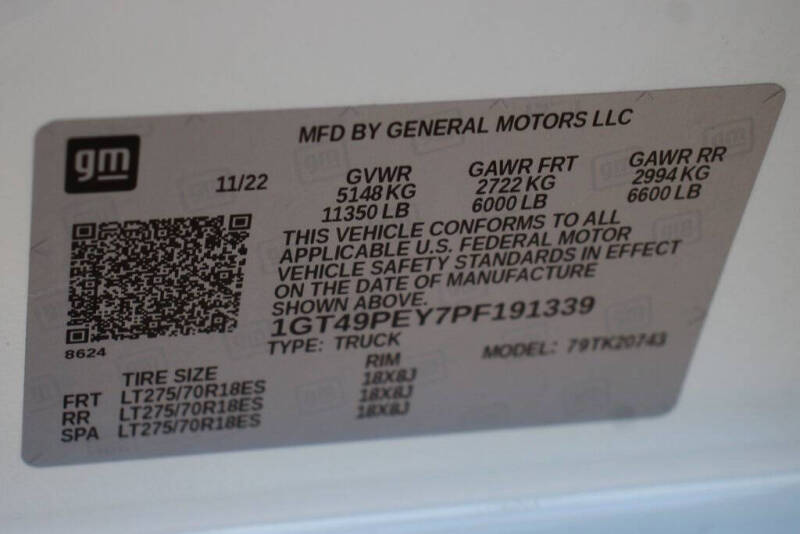 gm
MFD BY GENERAL MOTORS LLC
11/22
GVWR
5148 KG
11350 LB
GAWR FRT
2722 KG
6000 LB
GAWR RR
2994 KG
6600 LB
THIS VEHICLE CONFORMS TO ALL
APPLICABLE U.S. FEDERAL MOTOR
VEHICLE SAFETY STANDARDS IN EFFECT
ON THE DATE OF MANUFACTURE
SHOWN ABOVE.
1GT49PEY7PF191339
8624
TYPE: TRUCK
MODEL: 79TK20743
TIRE SIZE RIM
FRT LT275/70R18ES 18X8J
RR LT275/70R18ES 18X8J
SPA LT275/70R18ES 18X8J